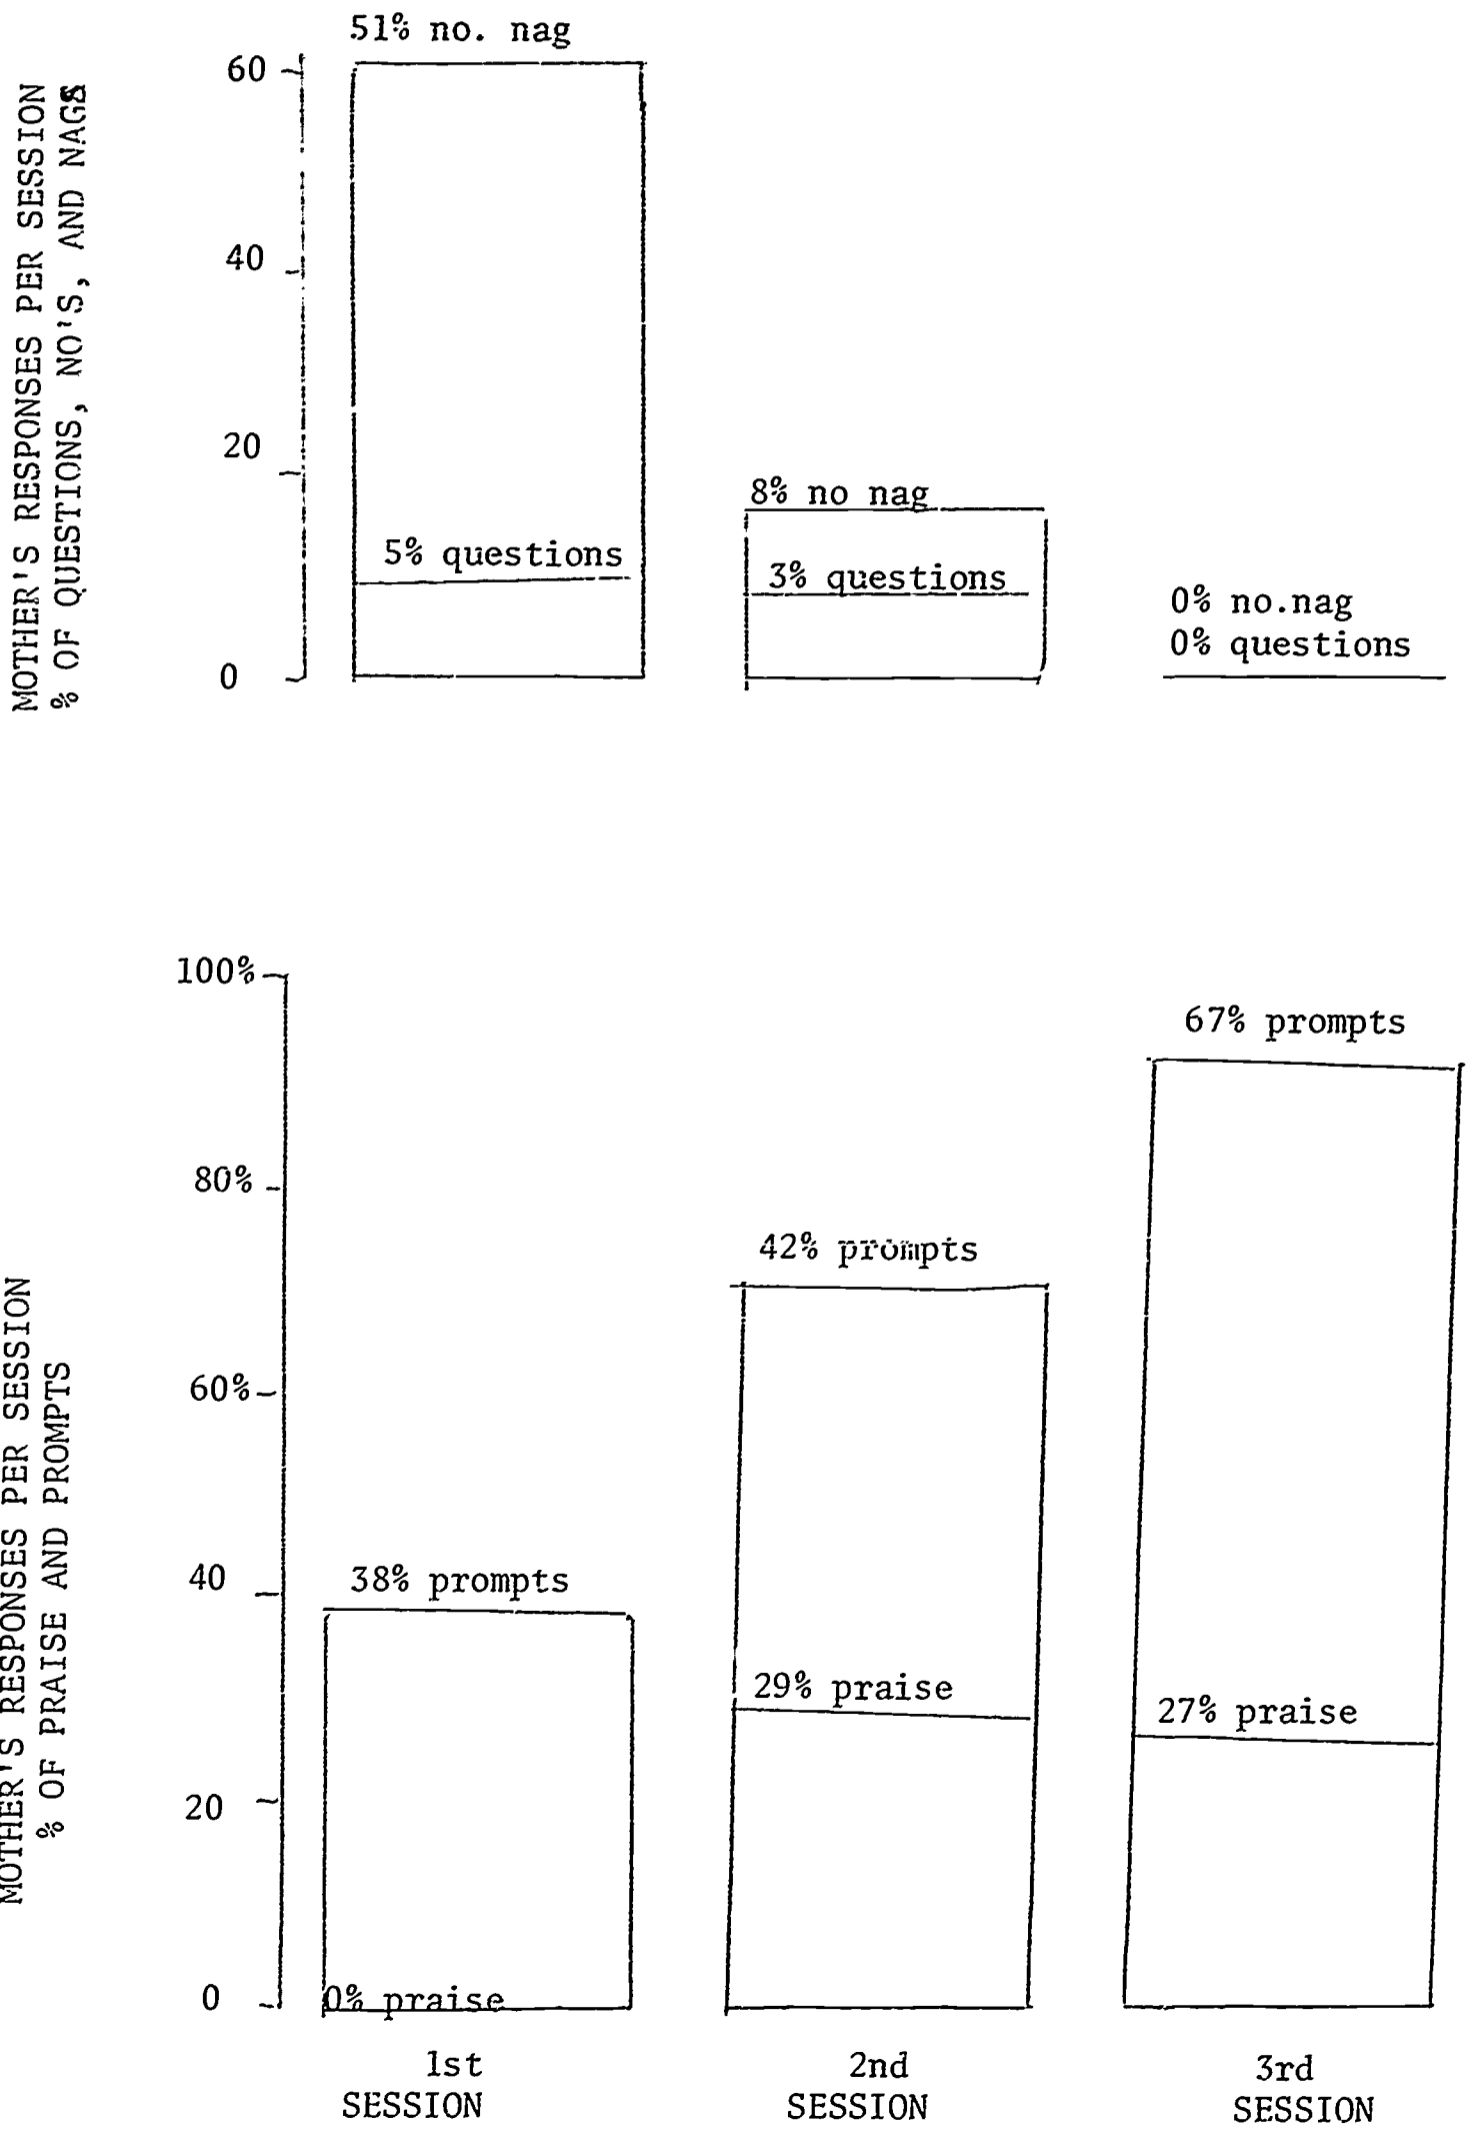 MOTHER'S RESPONSES PER SESSION
% OF QUESTIONS, NO'S, AND NAGS
60
40
20
0
51% no. nag
5% questions
8% no nag
3% questions
0% no.nag
0% questions
MOTHER'S RESPONSES PER SESSION
% OF PRAISE AND PROMPTS
100%
80%
60%
40
20
0
38% prompts
0% praise
42% prompts
29% praise
67% prompts
27% praise
1st
SESSION
2nd
SESSION
3rd
SESSION